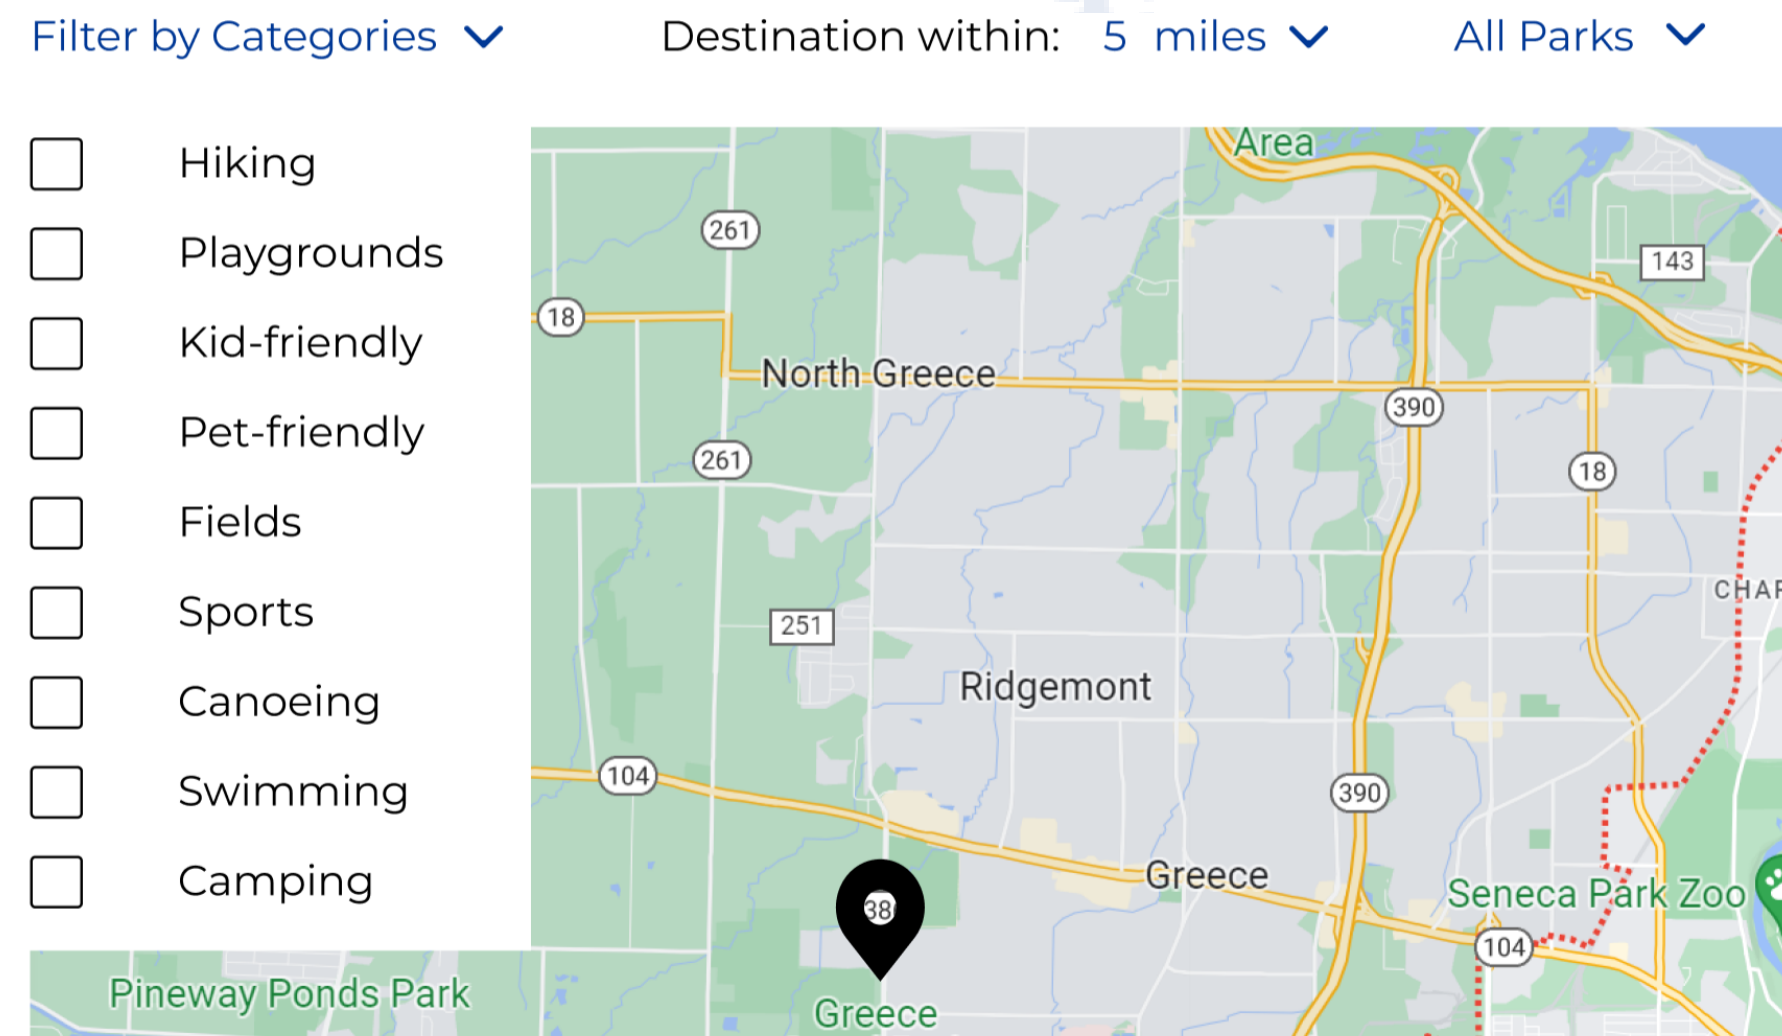 Filter by Categories
Destination within: 5 miles
All Parks
Hiking
Playgrounds
Kid-friendly
Pet-friendly
Fields
Sports
Canoeing
Swimming
Camping
Area
261
143
18
North Greece
390
261
18
CHAR
251
Ridgemont
104
390
Greece
Seneca Park Zoo
38
104
Pineway Ponds Park
Greece